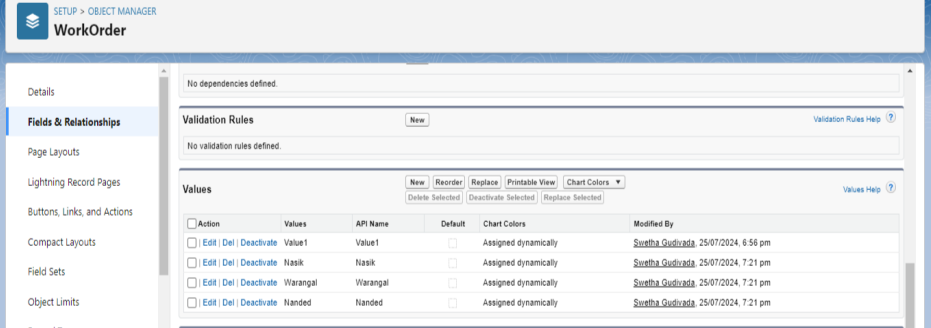 SETUP > OBJECT MANAGER
WorkOrder
Details
Fields & Relationships
Page Layouts
Lightning Record Pages
Buttons, Links, and Actions
Compact Layouts
Field Sets
Object Limits
No dependencies defined.
Validation Rules New Validation Rules Help ?
No validation rules defined.
Values New Reorder Replace Printable View Chart Colors ▼ Values Help ?
Delete Selected Deactivate Selected Replace Selected
Action Values API Name Default Chart Colors Modified By
| Edit | Del | Deactivate Value1 Value1 Assigned dynamically Swetha Gudivada, 25/07/2024, 6:56 pm
| Edit | Del | Deactivate Nasik Nasik Assigned dynamically Swetha Gudivada, 25/07/2024, 7:21 pm
| Edit | Del | Deactivate Warangal Warangal Assigned dynamically Swetha Gudivada, 25/07/2024, 7:21 pm
| Edit | Del | Deactivate Nanded Nanded Assigned dynamically Swetha Gudivada, 25/07/2024, 7:21 pm